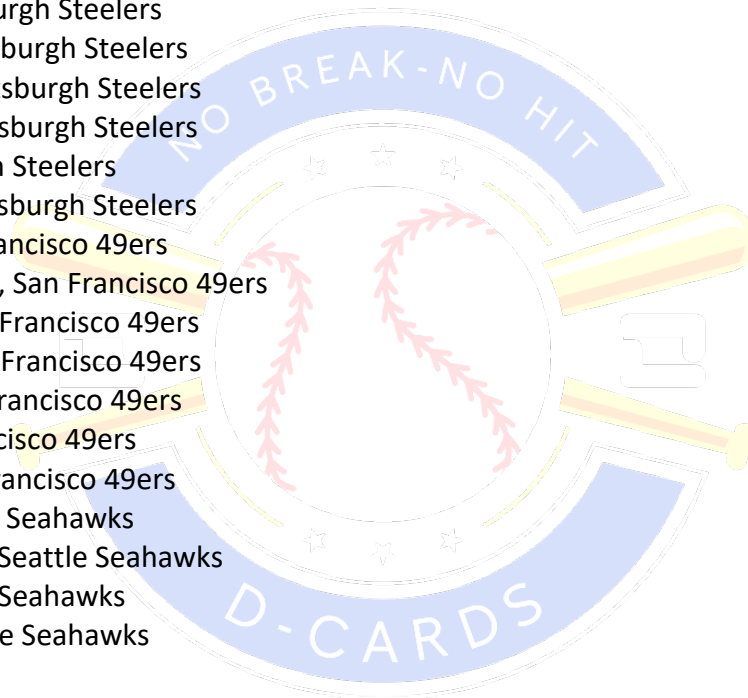 urgh Steelers
burgh Steelers
sburgh Steelers
sburgh Steelers
Steelers
sburgh Steelers
ancisco 49ers
, San Francisco 49ers
Francisco 49ers
Francisco 49ers
rancisco 49ers
cisco 49ers
rancisco 49ers
Seahawks
Seattle Seahawks
Seahawks
e Seahawks
NO BREAK-NO HIT
D-CARDS